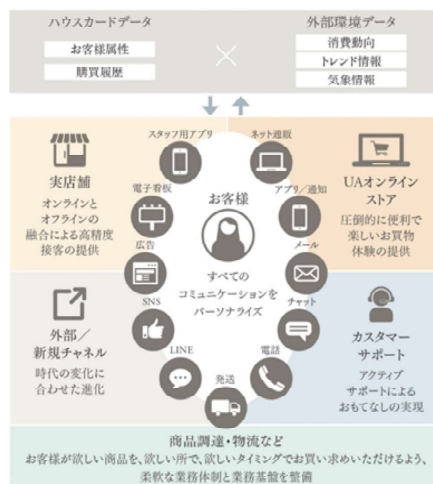 ハウスカードデータ
お客様属性
購買履歴
外部環境データ
消費動向
トレンド情報
気象情報
実店舗
オンラインと
オフラインの
融合による高精度
接客の提供
スタッフ用アプリ
電子看板
広告
SNS
LINE
発送
電話
チャット
メール
アプリ/通知
ネット通販
お客様
すべての
コミュニケーションを
パーソナライズ
UAオンライン
ストア
圧倒的に便利で
楽しいお買物
体験の提供
外部/
新規チャネル
時代の変化に
合わせた進化
カスタマー
サポート
アクティブ
サポートによる
おもてなしの実現
商品調達・物流など
お客様が欲しい商品を、欲しい所で、欲しいタイミングでお買い求めいただけるよう、
柔軟な業務体制と業務基盤を整備